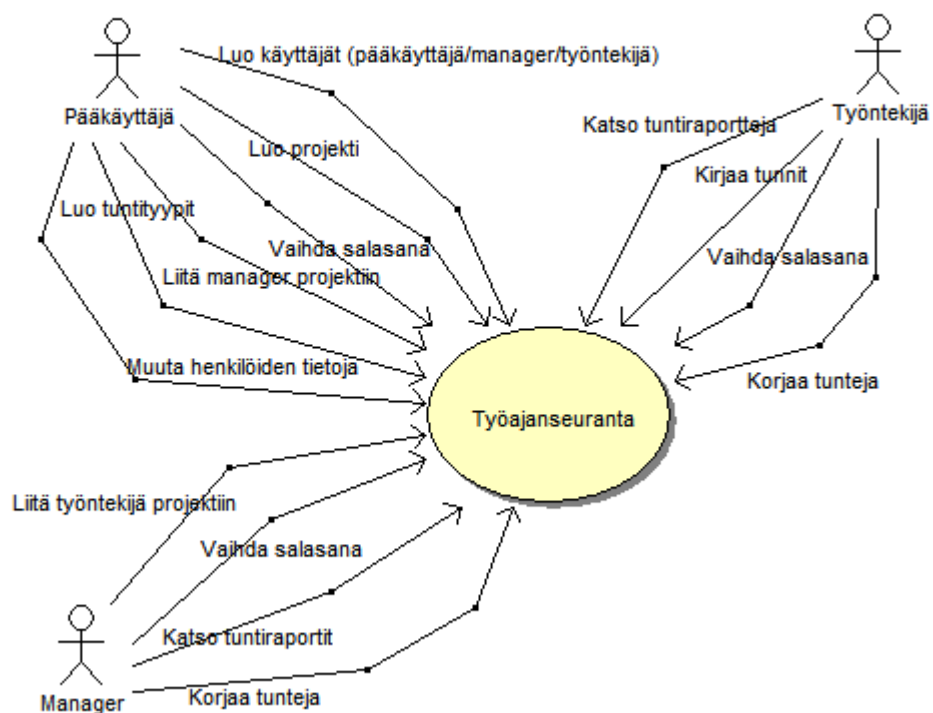 Luo käyttäjät (pääkäyttäjä/manager/työntekijä)
Pääkäyttäjä
Työntekijä
Katso tuntiraportteja
Luo projekti
Kirjaa tunnit
Luo tuntityypit
Vaihda salasana
Vaihda salasana
Liitä manager projektiin
Muuta henkilöiden tietoja
Korjaa tunteja
Työajanseuranta
Liitä työntekijä projektiin
Vaihda salasana
Katso tuntiraportit
Korjaa tunteja
Manager